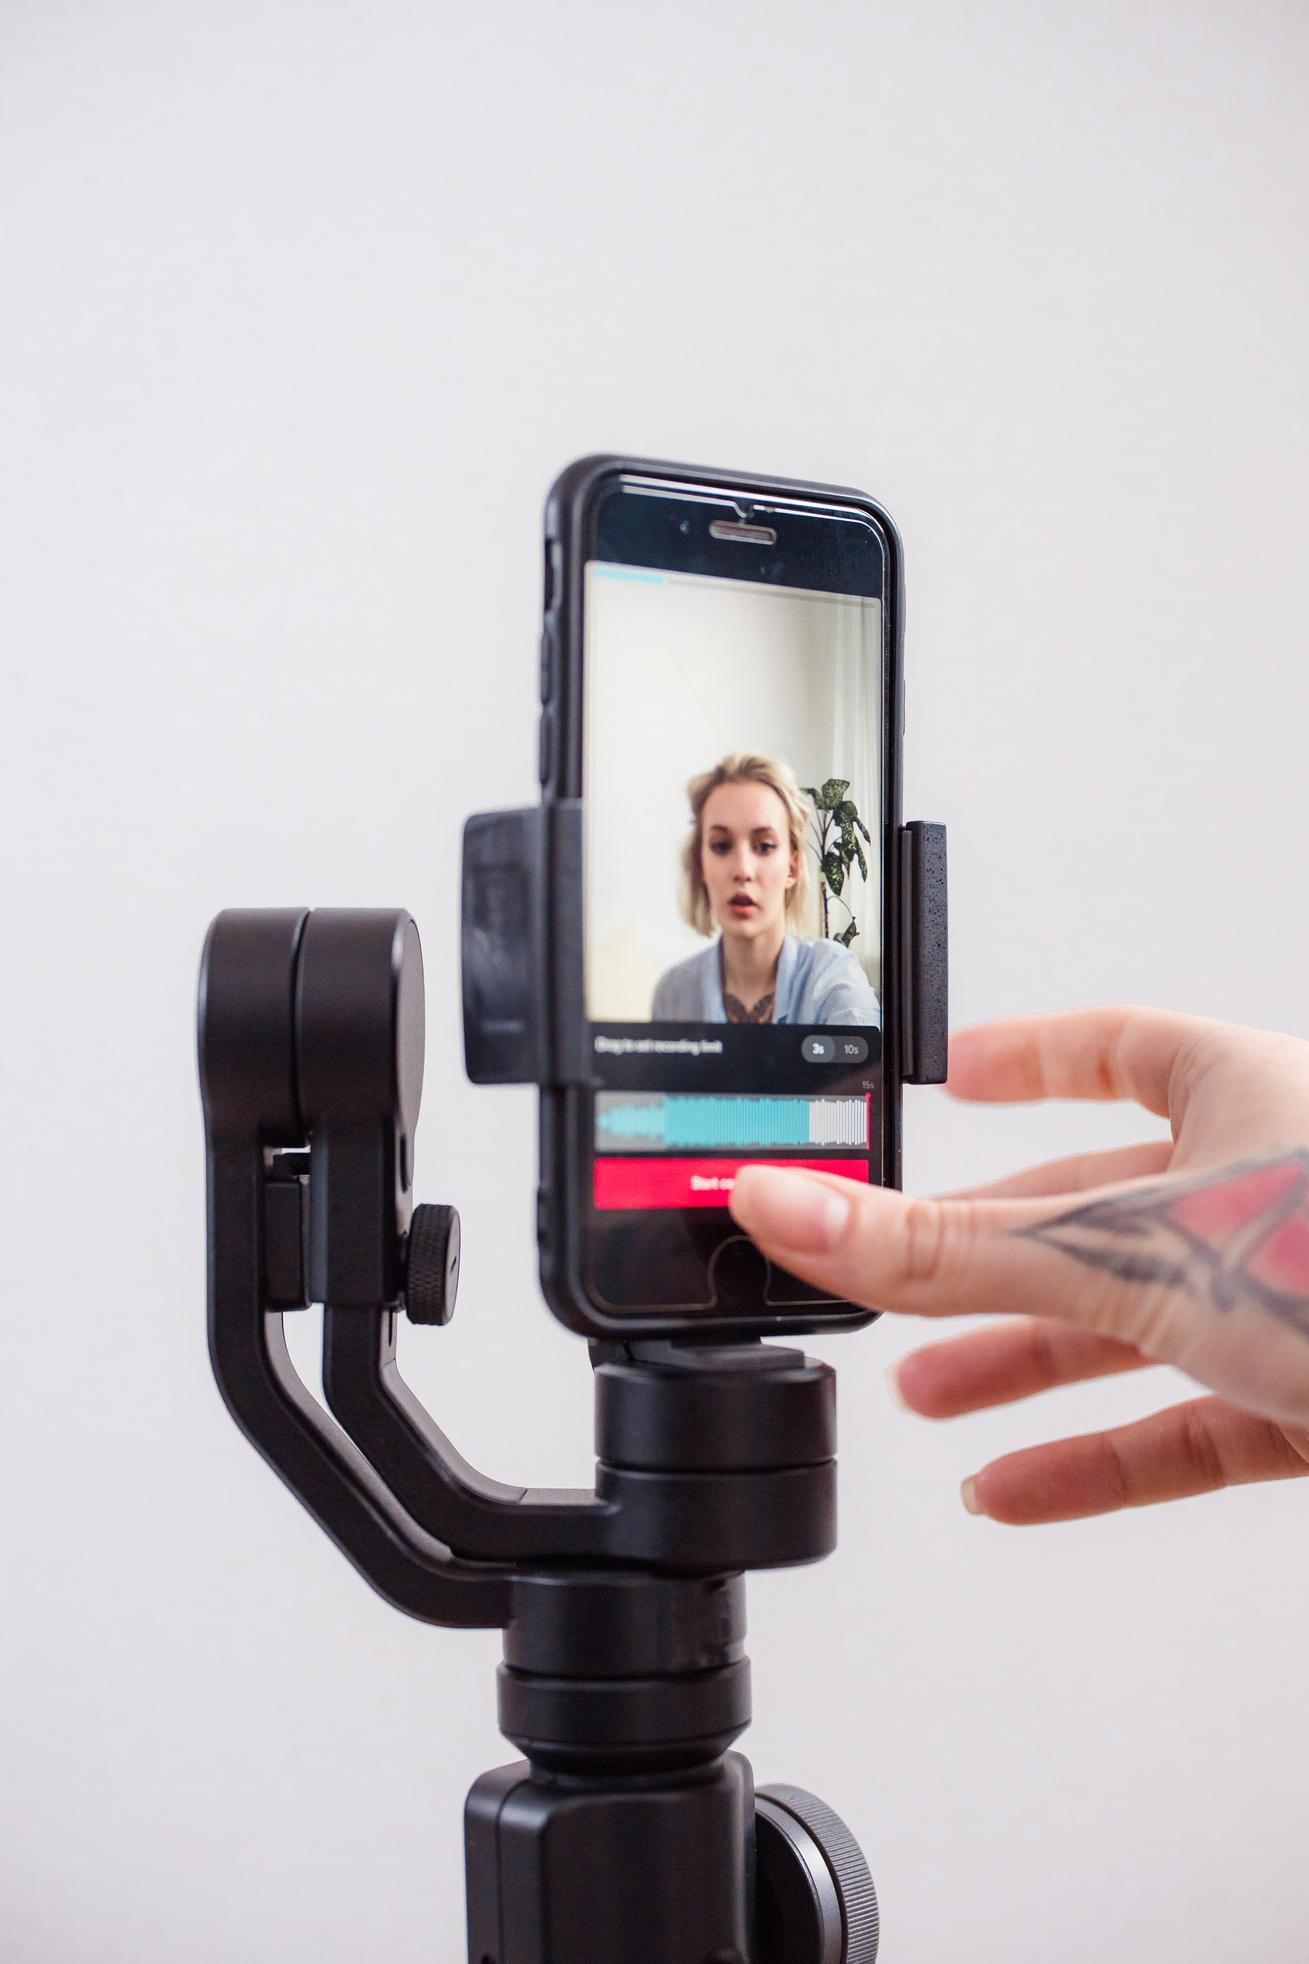 Drag to set recording limit
3s 10s
15s
Start co